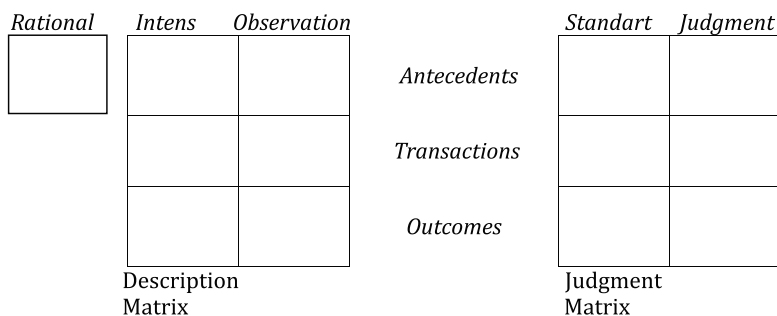 Rational Intens Observation Standart Judgment
Antecedents
Transactions
Outcomes
Description Judgment
Matrix Matrix